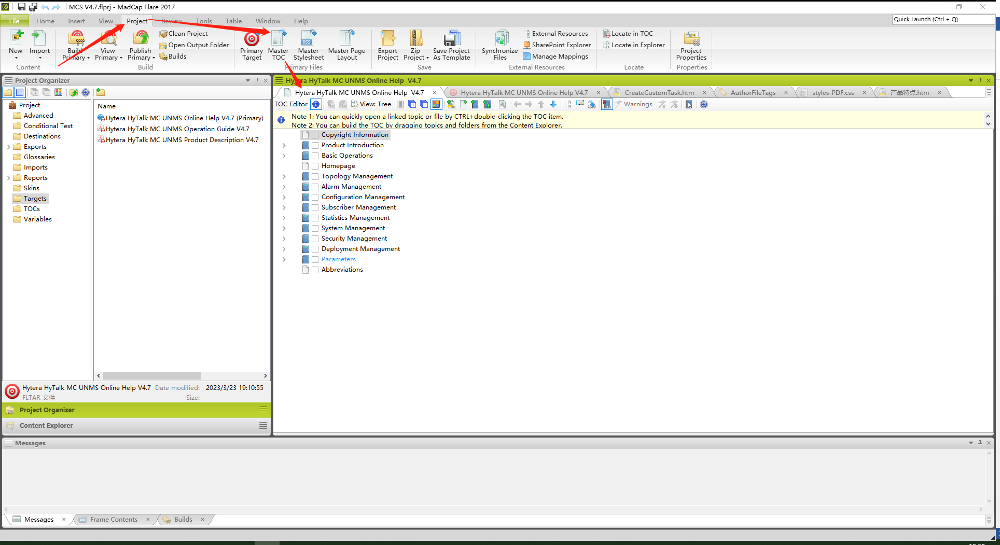 MCS V4.7.flprj - MadCap Flare 2017
File Home Insert View Project Review Tools Table Window Help
Quick Launch (Ctrl + Q)
New
Import
Content
Build Primary
View Primary
Publish Primary
Clean Project
Open Output Folder
Builds
Build
Primary Target
Master TOC
Master Stylesheet
Master Page Layout
Primary Files
Export Project
Zip Project
Save Project As Template
Save
Synchronize Files
External Resources
SharePoint Explorer
Manage Mappings
External Resources
Locate in TOC
Locate in Explorer
Locate
Project Properties
Properties
Project Organizer
Project
Advanced
Conditional Text
Destinations
Exports
Glossaries
Imports
Reports
Skins
Targets
TOCs
Variables
Name
Hytera HyTalk MC UNMS Online Help V4.7 (Primary)
Hytera HyTalk MC UNMS Operation Guide V4.7
Hytera HyTalk MC UNMS Product Description V4.7
Hytera HyTalk MC UNMS Online Help V4.7 Date modified: 2023/3/23 19:10:55
FLTAR 文件 Size:
Project Organizer
Content Explorer
Hytera HyTalk MC UNMS Online Help V4.7
Hytera HyTalk MC UNMS Online Help V4.7
Hytera HyTalk MC UNMS Online Help V4.7
CreateCustomTask.htm
AuthorFileTags
styles-PDF.css
产品特点.htm
TOC Editor View: Tree Warnings
Note 1: You can quickly open a linked topic or file by CTRL+double-clicking the TOC item.
Note 2: You can build the TOC by dragging topics and folders from the Content Explorer.
Copyright Information
Product Introduction
Basic Operations
Homepage
Topology Management
Alarm Management
Configuration Management
Subscriber Management
Statistics Management
System Management
Security Management
Deployment Management
Parameters
Abbreviations
Messages
Messages
Frame Contents
Builds